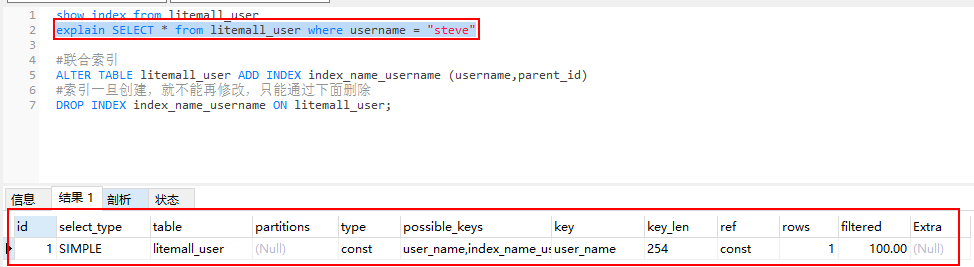 1 show index from litemall_user
2 explain SELECT * from litemall_user where username = "steve"
3
4 #联合索引
5 ALTER TABLE litemall_user ADD INDEX index_name_username (username,parent_id)
6 #索引一旦创建，就不能再修改，只能通过下面删除
7 DROP INDEX index_name_username ON litemall_user;
信息 结果 1 剖析 状态
id select_type table partitions type possible_keys key key_len ref rows filtered Extra
1 SIMPLE litemall_user (Null) const user_name,index_name_us user_name 254 const 1 100.00 (Null)